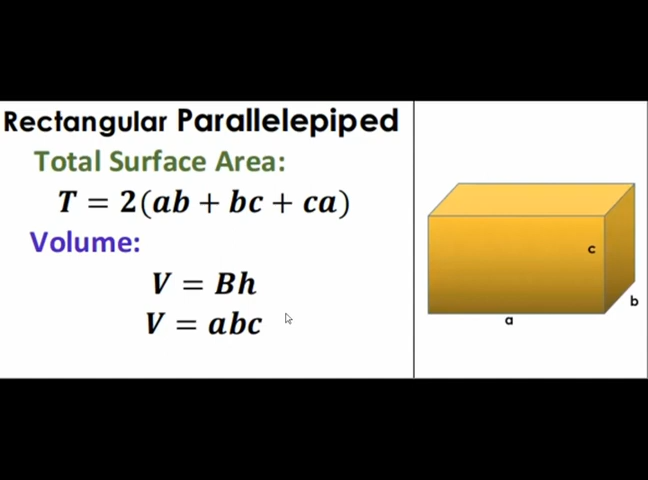 Rectangular Parallelepiped
Total Surface Area:
T = 2(ab + bc + ca)
Volume:
V = Bh
V = abc
c
b
a